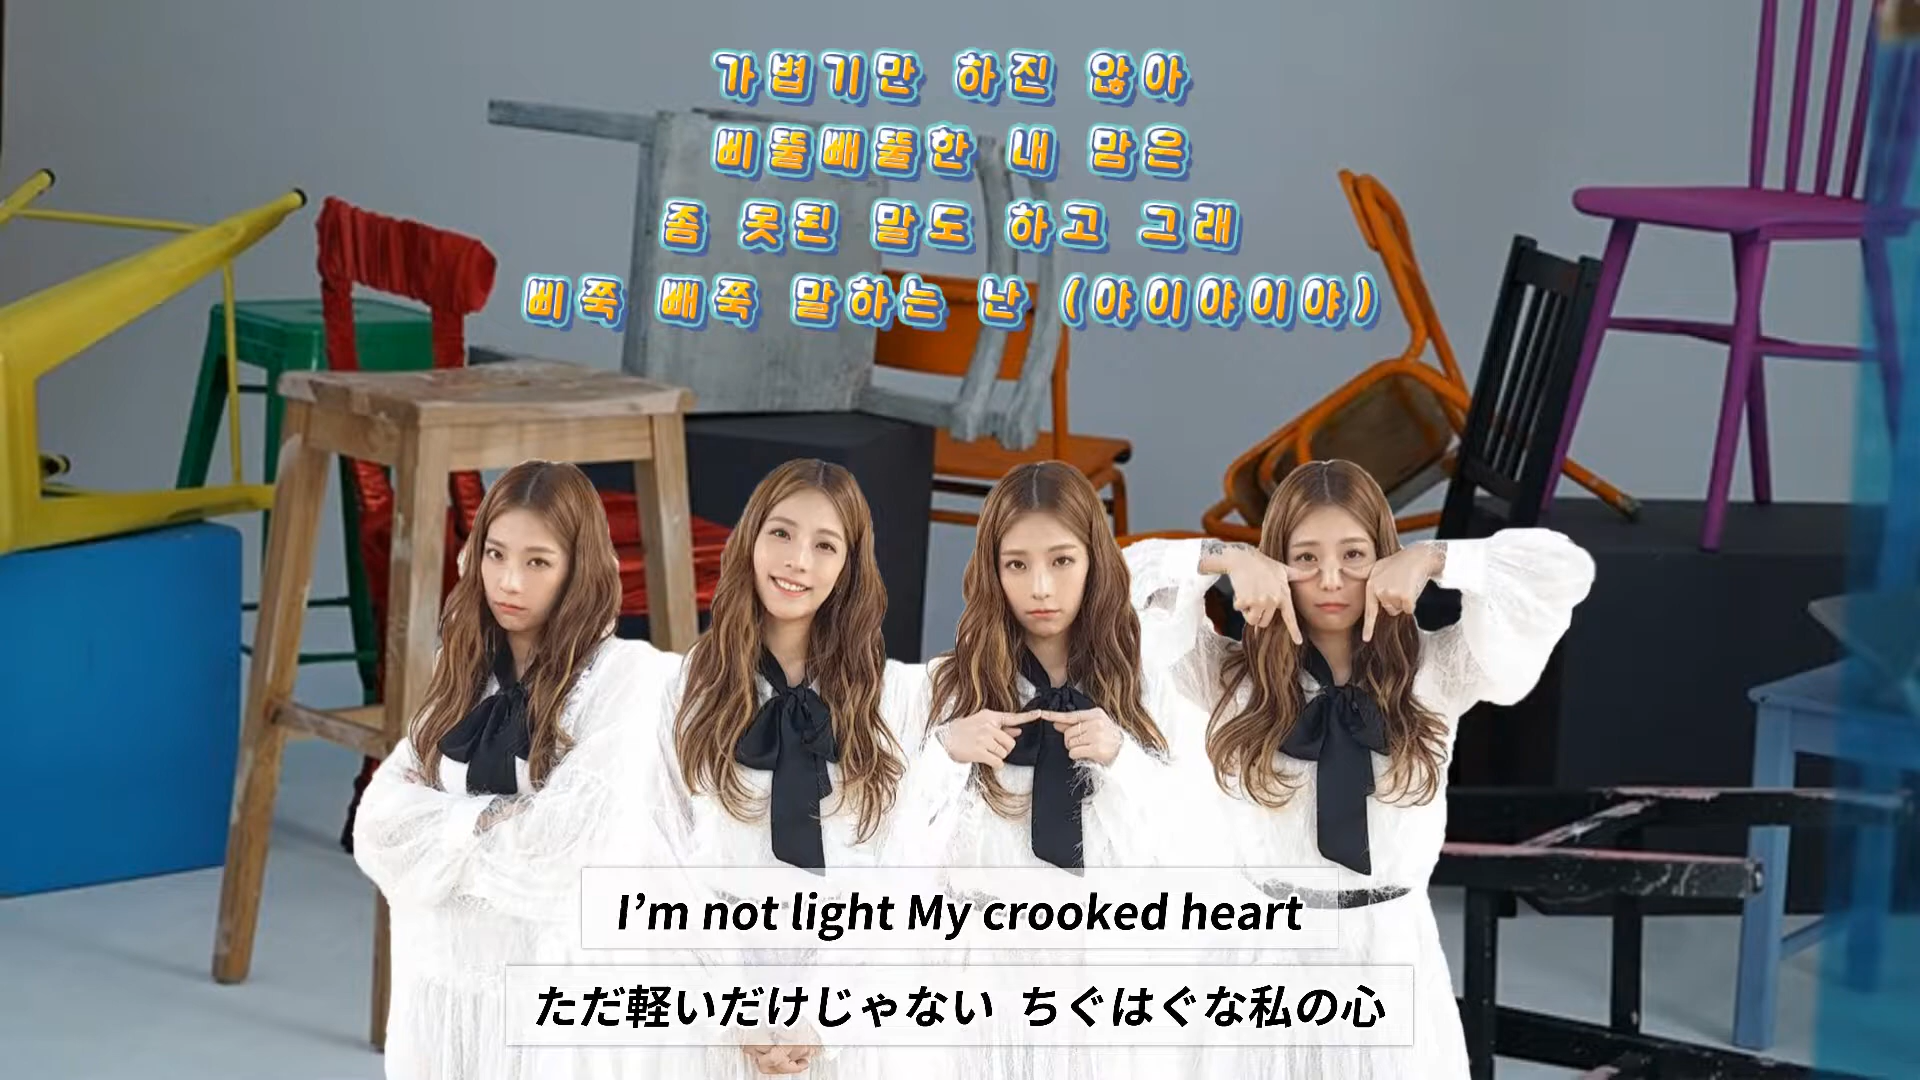 가볍기만 하진 않아
삐뚤빼뚤한 내 맘은
좀 못된 말도 하고 그래
삐쭉 빼쭉 말하는 난 (야이야이야)
I’m not light My crooked heart
ただ軽いだけじゃない ちぐはぐな私の心